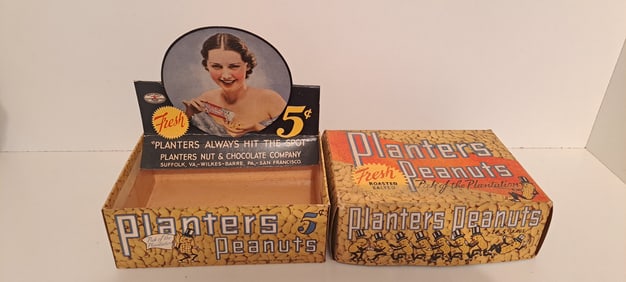 Fresh
5¢
"PLANTERS ALWAYS HIT THE SPOT"
PLANTERS NUT & CHOCOLATE COMPANY
SUFFOLK, VA.-WILKES-BARRE, PA.-SAN FRANCISCO
Planters 5¢
Peanuts
Planters
Peanuts
Fresh
ROASTED
SALTED
Pick of the Plantation
Planters Peanuts